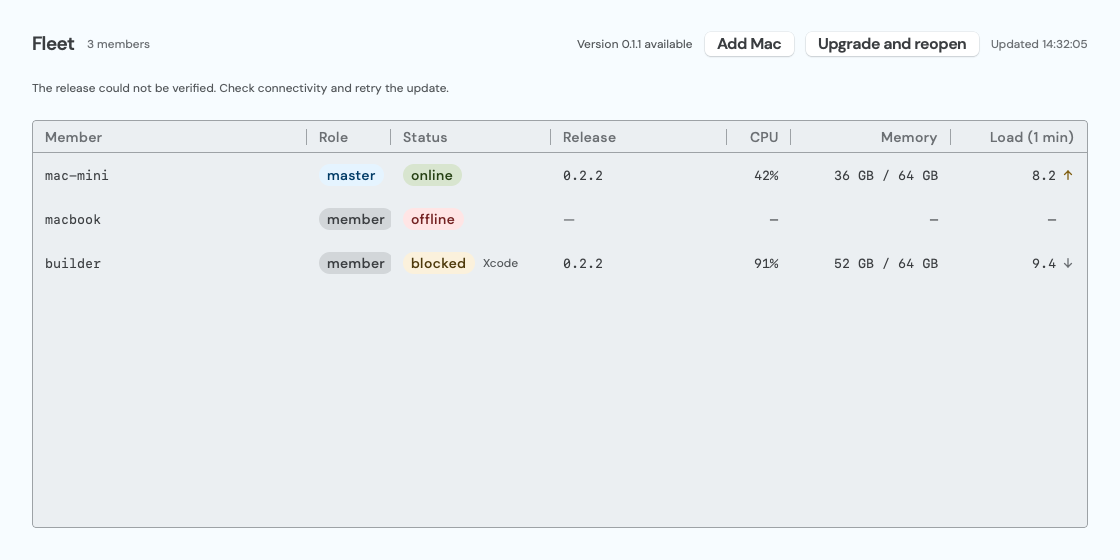 Fleet 3 members Version 0.1.1 available Add Mac Upgrade and reopen Updated 14:32:05
The release could not be verified. Check connectivity and retry the update.
Member Role Status Release CPU Memory Load (1 min)
mac-mini master online 0.2.2 42% 36 GB / 64 GB 8.2 ↑
macbook member offline — — — —
builder member blocked Xcode 0.2.2 91% 52 GB / 64 GB 9.4 ↓